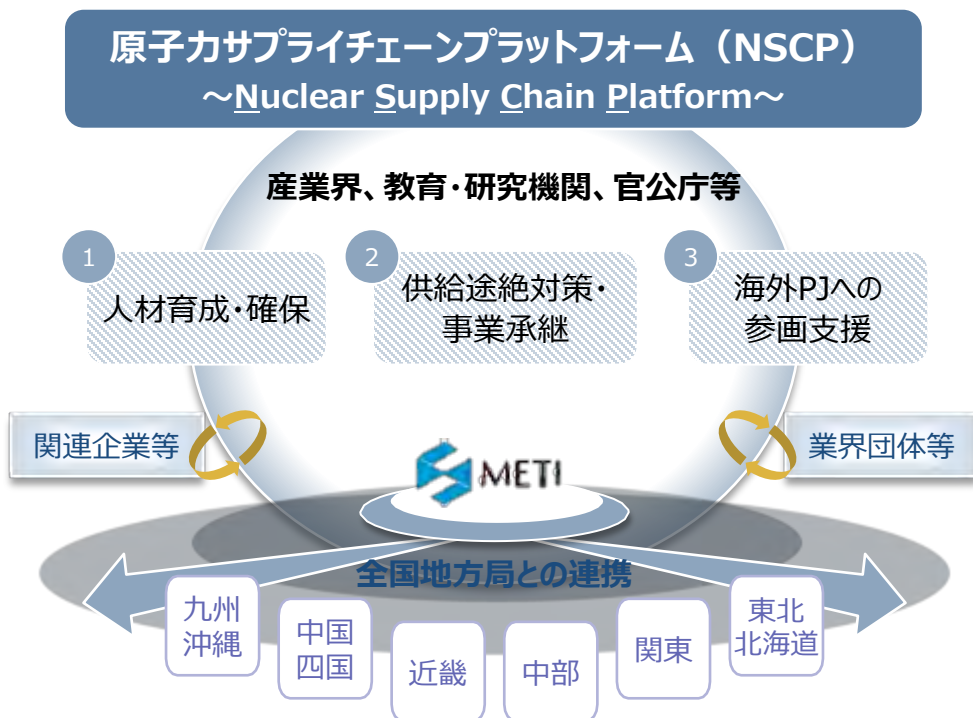 原子力サプライチェーンプラットフォーム（NSCP）
～Nuclear Supply Chain Platform～
産業界、教育・研究機関、官公庁等
1
人材育成・確保
2
供給途絶対策・
事業承継
3
海外PJへの
参画支援
関連企業等
業界団体等
METI
全国地方局との連携
九州
沖縄
中国
四国
近畿
中部
関東
東北
北海道